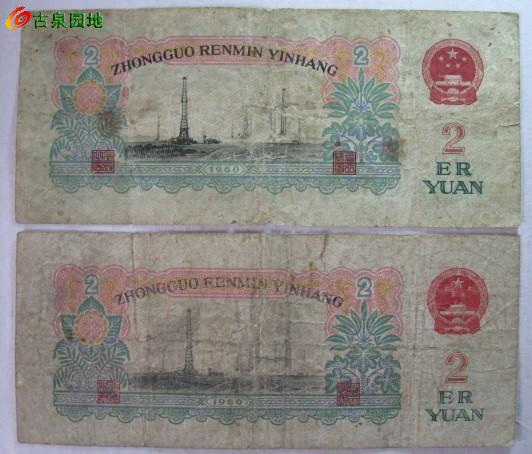 古泉园地
2 2
ZHONGGUO RENMIN YINHANG
2
ER
YUAN
1960
2 2
ZHONGGUO RENMIN YINHANG
2
ER
YUAN
1960